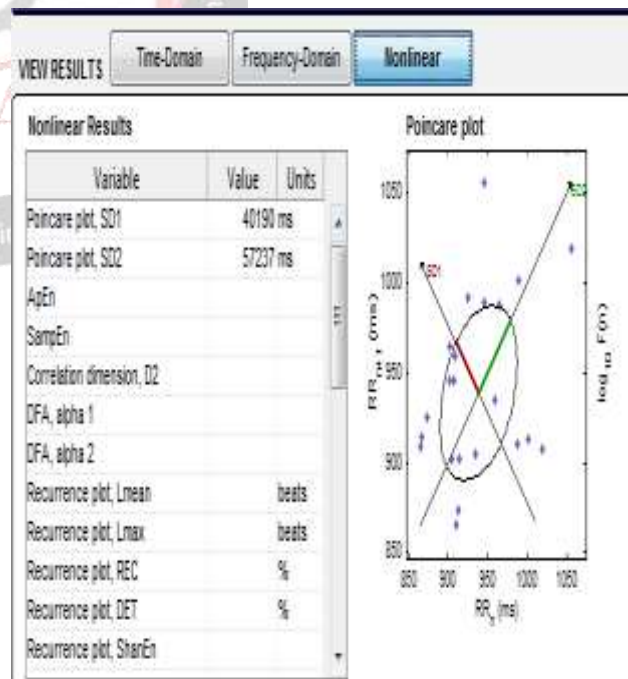 VIEW RESULTS Time-Domain Frequency-Domain Nonlinear
Nonlinear Results
Variable Value Units
Poincare plot, SD1 40190 ms
Poincare plot, SD2 57237 ms
ApEn
SampEn
Correlation dimension, D2
DFA, alpha 1
DFA, alpha 2
Recurrence plot, Lmean beats
Recurrence plot, Lmax beats
Recurrence plot, REC %
Recurrence plot, DET %
Recurrence plot, ShanEn
Poincare plot
1050
1000
950
900
850
RRn+1 (ms)
SD1
SD2
850 900 950 1000 1050
RRn (ms)
log10 F(n)